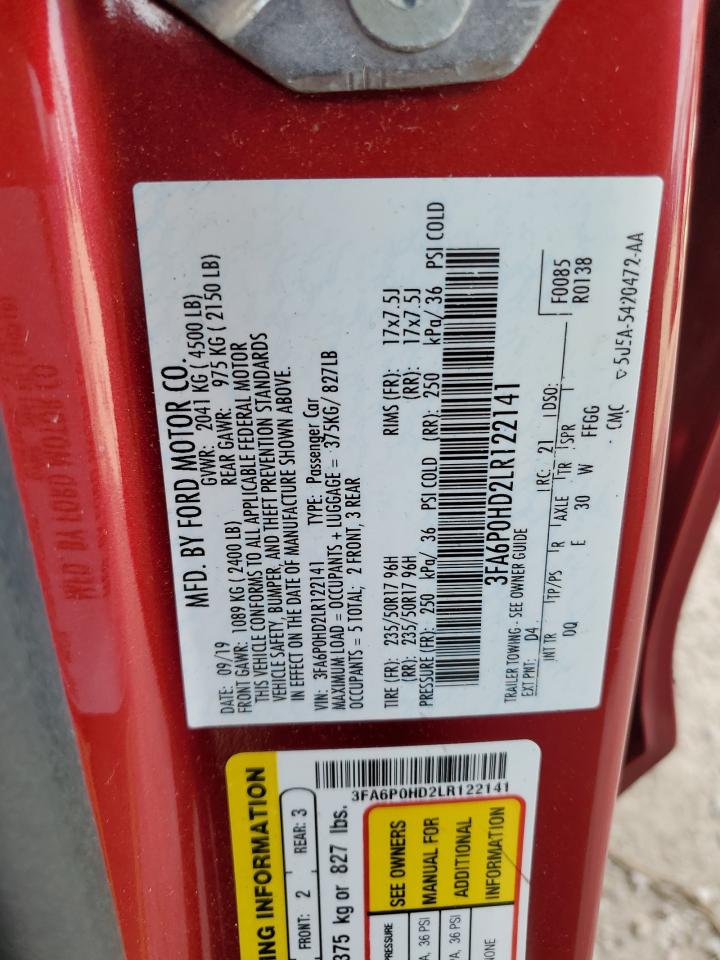 MFD. BY FORD MOTOR CO.
DATE: 09/19 GVWR: 2041 KG ( 4500 LB)
FRONT GAWR: 1089 KG ( 2400 LB) REAR GAWR: 975 KG ( 2150 LB)
THIS VEHICLE CONFORMS TO ALL APPLICABLE FEDERAL MOTOR
VEHICLE SAFETY, BUMPER, AND THEFT PREVENTION STANDARDS
IN EFFECT ON THE DATE OF MANUFACTURE SHOWN ABOVE.
VIN: 3FA6P0HD2LR122141 TYPE: Passenger Car
MAXIMUM LOAD = OCCUPANTS + LUGGAGE = 375KG/ 827LB
OCCUPANTS = 5 TOTAL; 2 FRONT, 3 REAR
TIRE (FR): 235/50R17 96H RIMS (FR): 17x7.5J
(RR): 235/50R17 96H (RR): 17x7.5J
PRESSURE (FR): 250 kPa/ 36 PSI COLD (RR): 250 kPa/ 36 PSI COLD
3FA6P0HD2LR122141
TRAILER TOWING - SEE OWNER GUIDE
EXT PNT: D4 RC: 21 DSO: F0085
R0138
INT TR TP/PS R AXLE TR SPR
DQ E 30 W FFGG
CMC 5U5A-5420472-AA
3FA6P0HD2LR122141
ING INFORMATION
FRONT: 2 REAR: 3
375 kg or 827 lbs.
SEE OWNERS
MANUAL FOR
ADDITIONAL
INFORMATION
PRESSURE
A, 36 PSI
A, 36 PSI
NONE